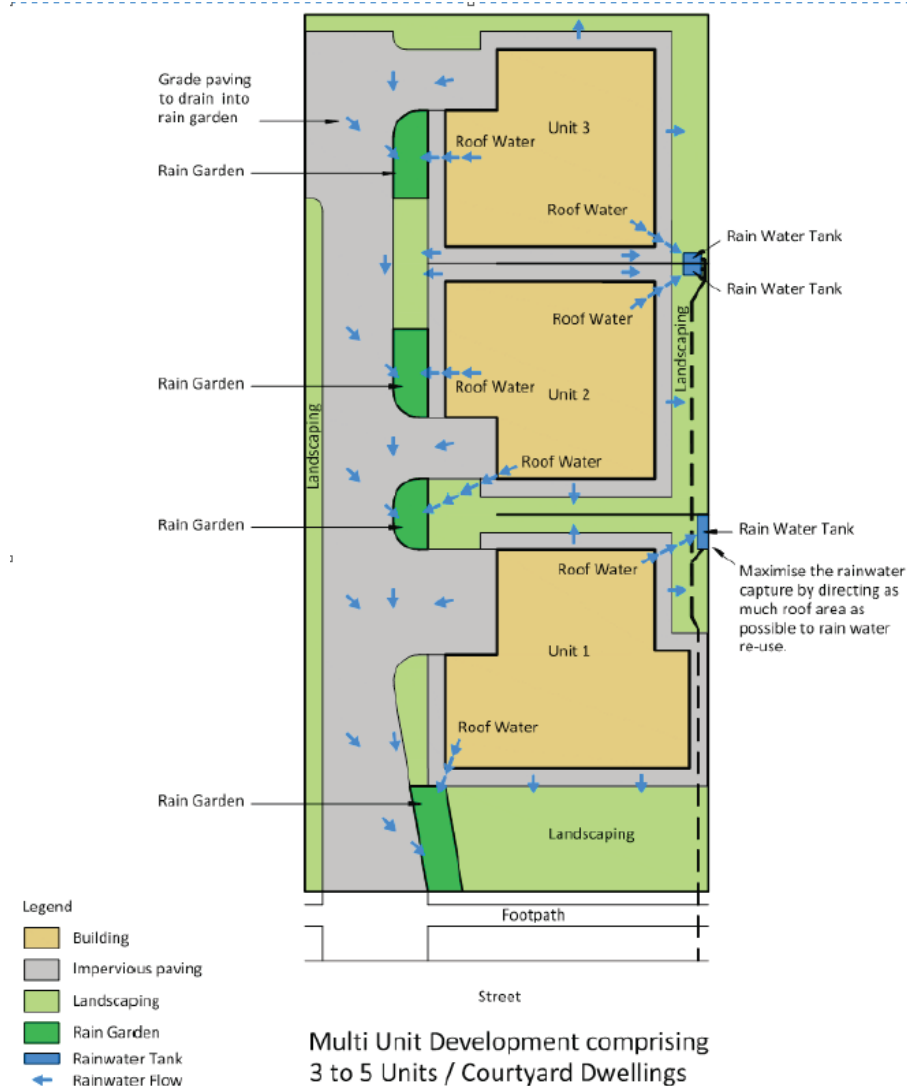 Grade paving
to drain into
rain garden
Unit 3
Roof Water
Rain Garden
Roof Water
Rain Water Tank
Rain Water Tank
Roof Water
Landscaping
Rain Garden
Roof Water
Unit 2
Landscaping
Roof Water
Rain Garden
Rain Water Tank
Roof Water
Maximise the rainwater
capture by directing as
much roof area as
possible to rain water
re-use.
Unit 1
Roof Water
Rain Garden
Landscaping
Footpath
Legend
Building
Impervious paving
Landscaping
Rain Garden
Rainwater Tank
Rainwater Flow
Street
Multi Unit Development comprising
3 to 5 Units / Courtyard Dwellings